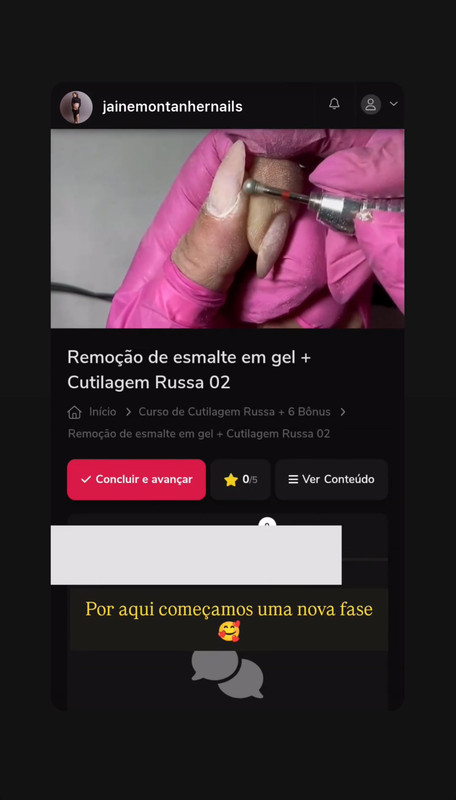 jainemontanhernails
Remoção de esmalte em gel +
Cutilagem Russa 02
Início > Curso de Cutilagem Russa + 6 Bônus >
Remoção de esmalte em gel + Cutilagem Russa 02
Concluir e avançar
0/5
Ver Conteúdo
Por aqui começamos uma nova fase
🥰